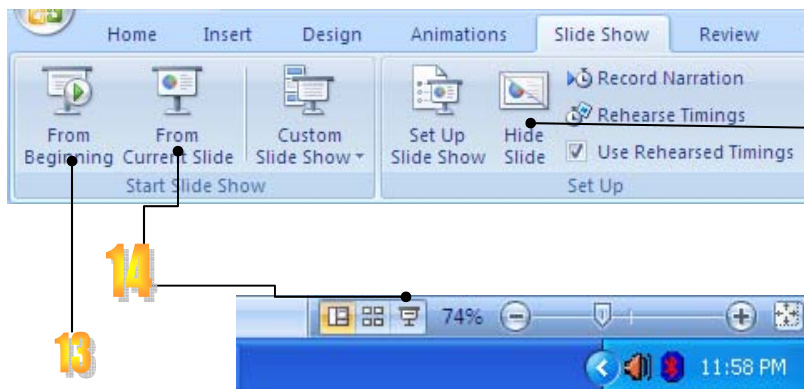 Home Insert Design Animations Slide Show Review
From Beginning
From Current Slide
Custom Slide Show
Start Slide Show
Set Up Slide Show
Hide Slide
Record Narration
Rehearse Timings
Use Rehearsed Timings
Set Up
14
13
74%
11:58 PM